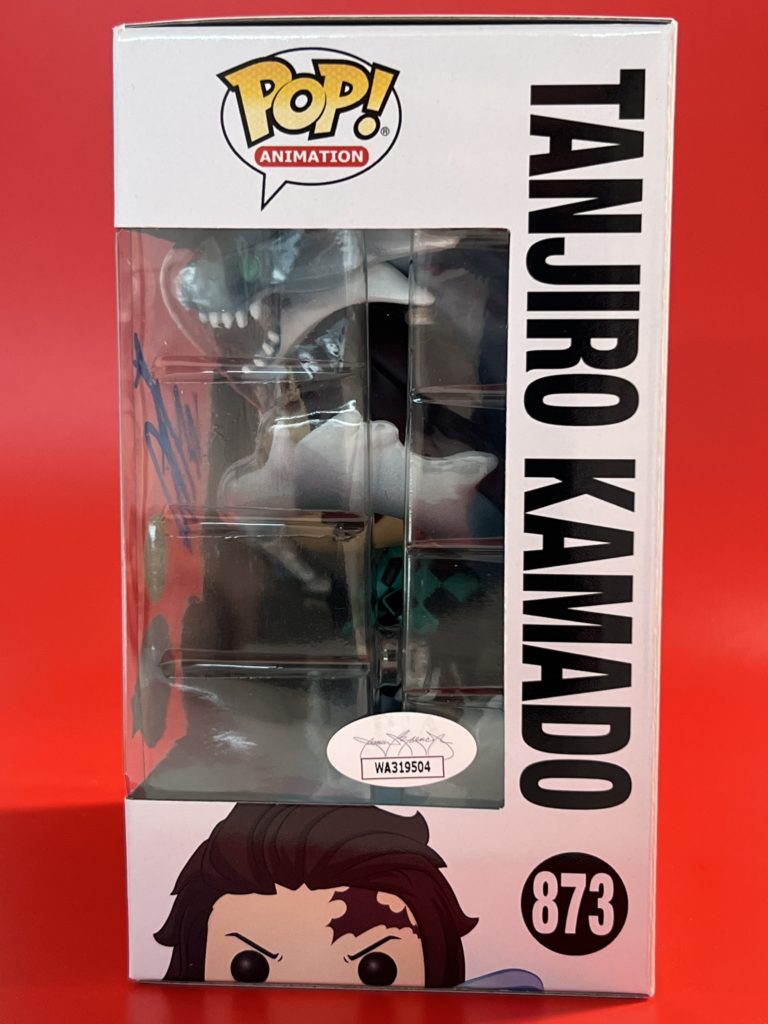 POP!®
ANIMATION
TANJIRO KAMADO
WA319504
873